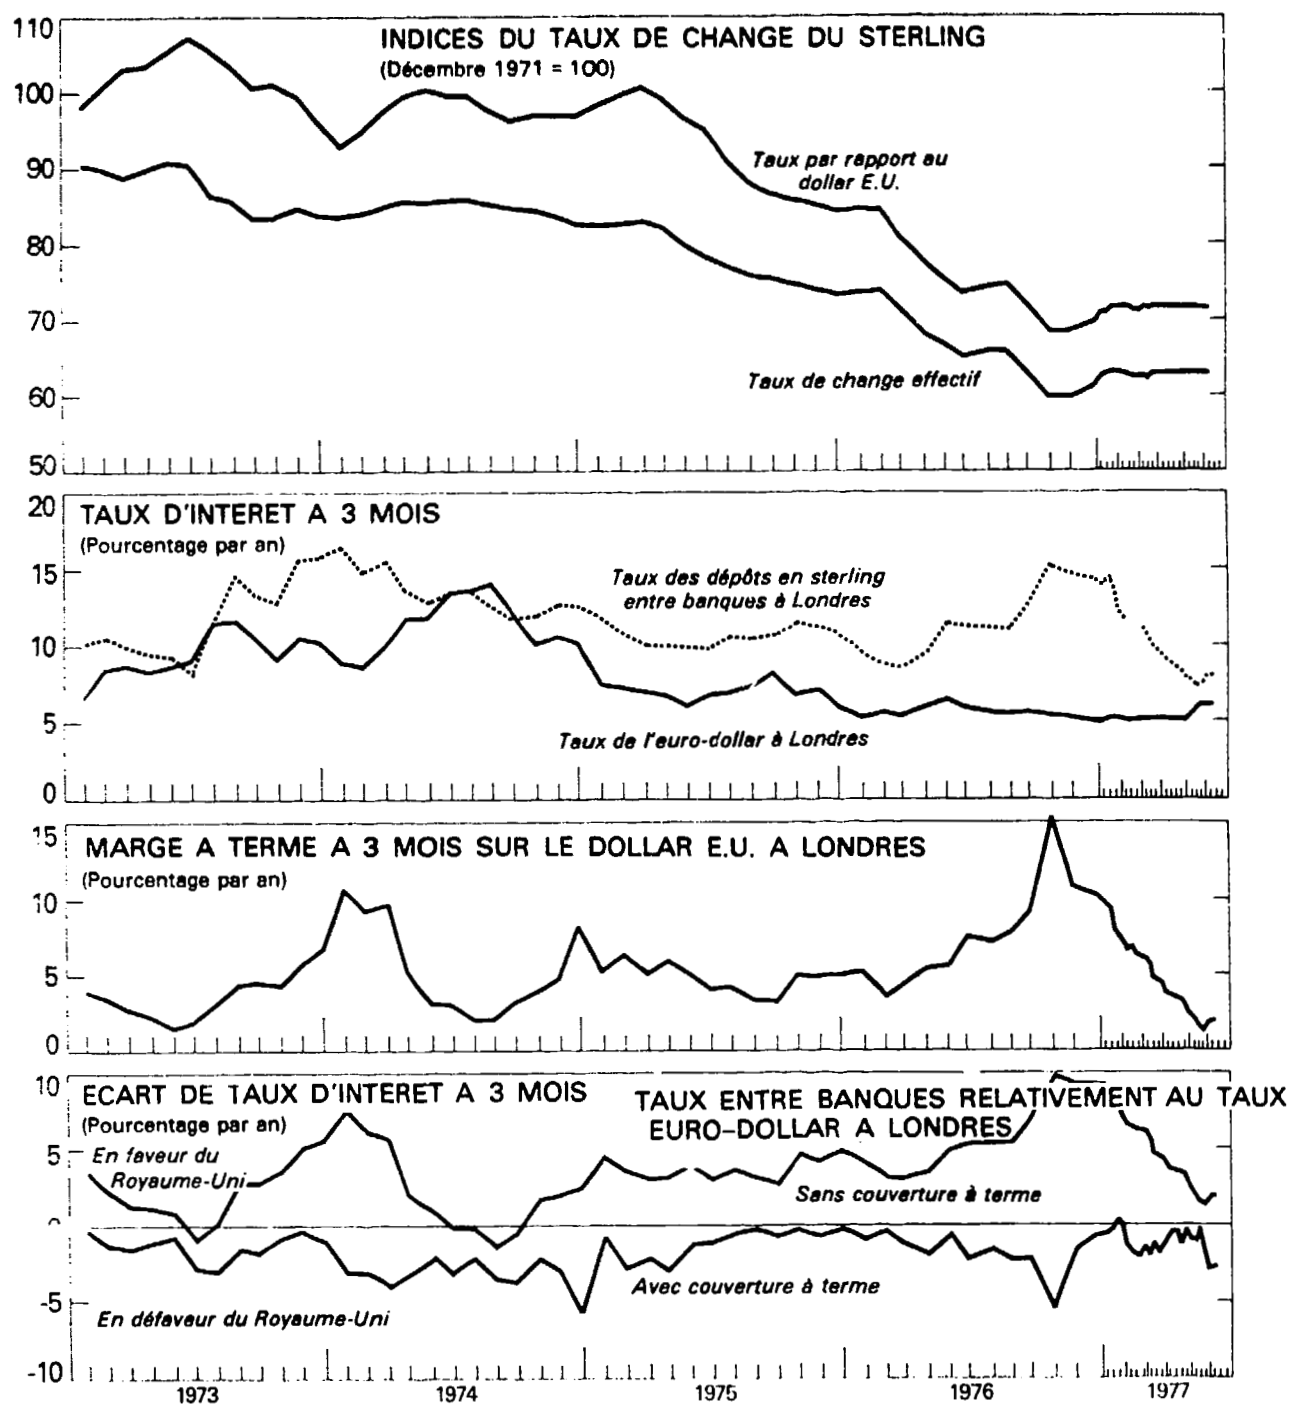 INDICES DU TAUX DE CHANGE DU STERLING
(Décembre 1971 = 100)
110
100
90
80
70
60
50
Taux par rapport au
dollar E.U.
Taux de change effectif
TAUX D'INTERET A 3 MOIS
(Pourcentage par an)
20
15
10
5
0
Taux des dépôts en sterling
entre banques à Londres
Taux de l'euro-dollar à Londres
MARGE A TERME A 3 MOIS SUR LE DOLLAR E.U. A LONDRES
(Pourcentage par an)
15
10
5
0
ECART DE TAUX D'INTERET A 3 MOIS
(Pourcentage par an)
TAUX ENTRE BANQUES RELATIVEMENT AU TAUX
EURO-DOLLAR A LONDRES
10
5
0
-5
-10
En faveur du
Royaume-Uni
Sans couverture à terme
Avec couverture à terme
En défaveur du Royaume-Uni
1973
1974
1975
1976
1977